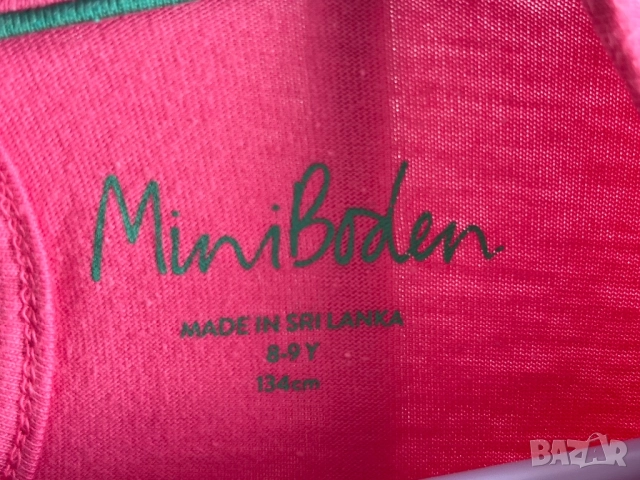 MiniBoden
MADE IN SRI LANKA
8-9 Y
134cm
BAZAR